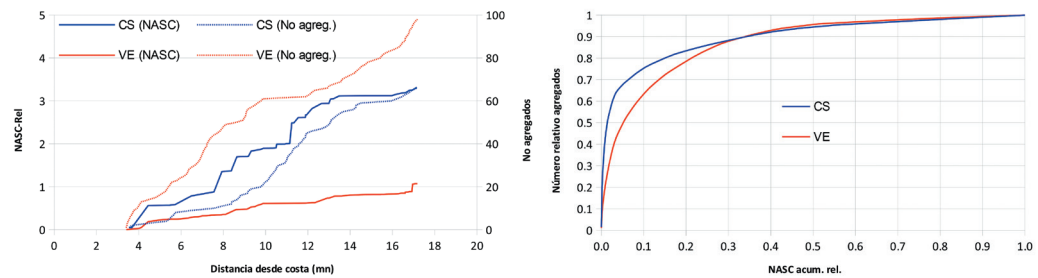 CS (NASC)
CS (No agreg.)
VE (NASC)
VE (No agreg.)
NASC-Rel
5
4
3
2
1
0
100
80
60
40
20
0
No agregados
0 2 4 6 8 10 12 14 16 18 20
Distancia desde costa (mn)
Número relativo agregados
1
0.9
0.8
0.7
0.6
0.5
0.4
0.3
0.2
0.1
0
CS
VE
0.0 0.1 0.2 0.3 0.4 0.5 0.6 0.7 0.8 0.9 1.0
NASC acum. rel.